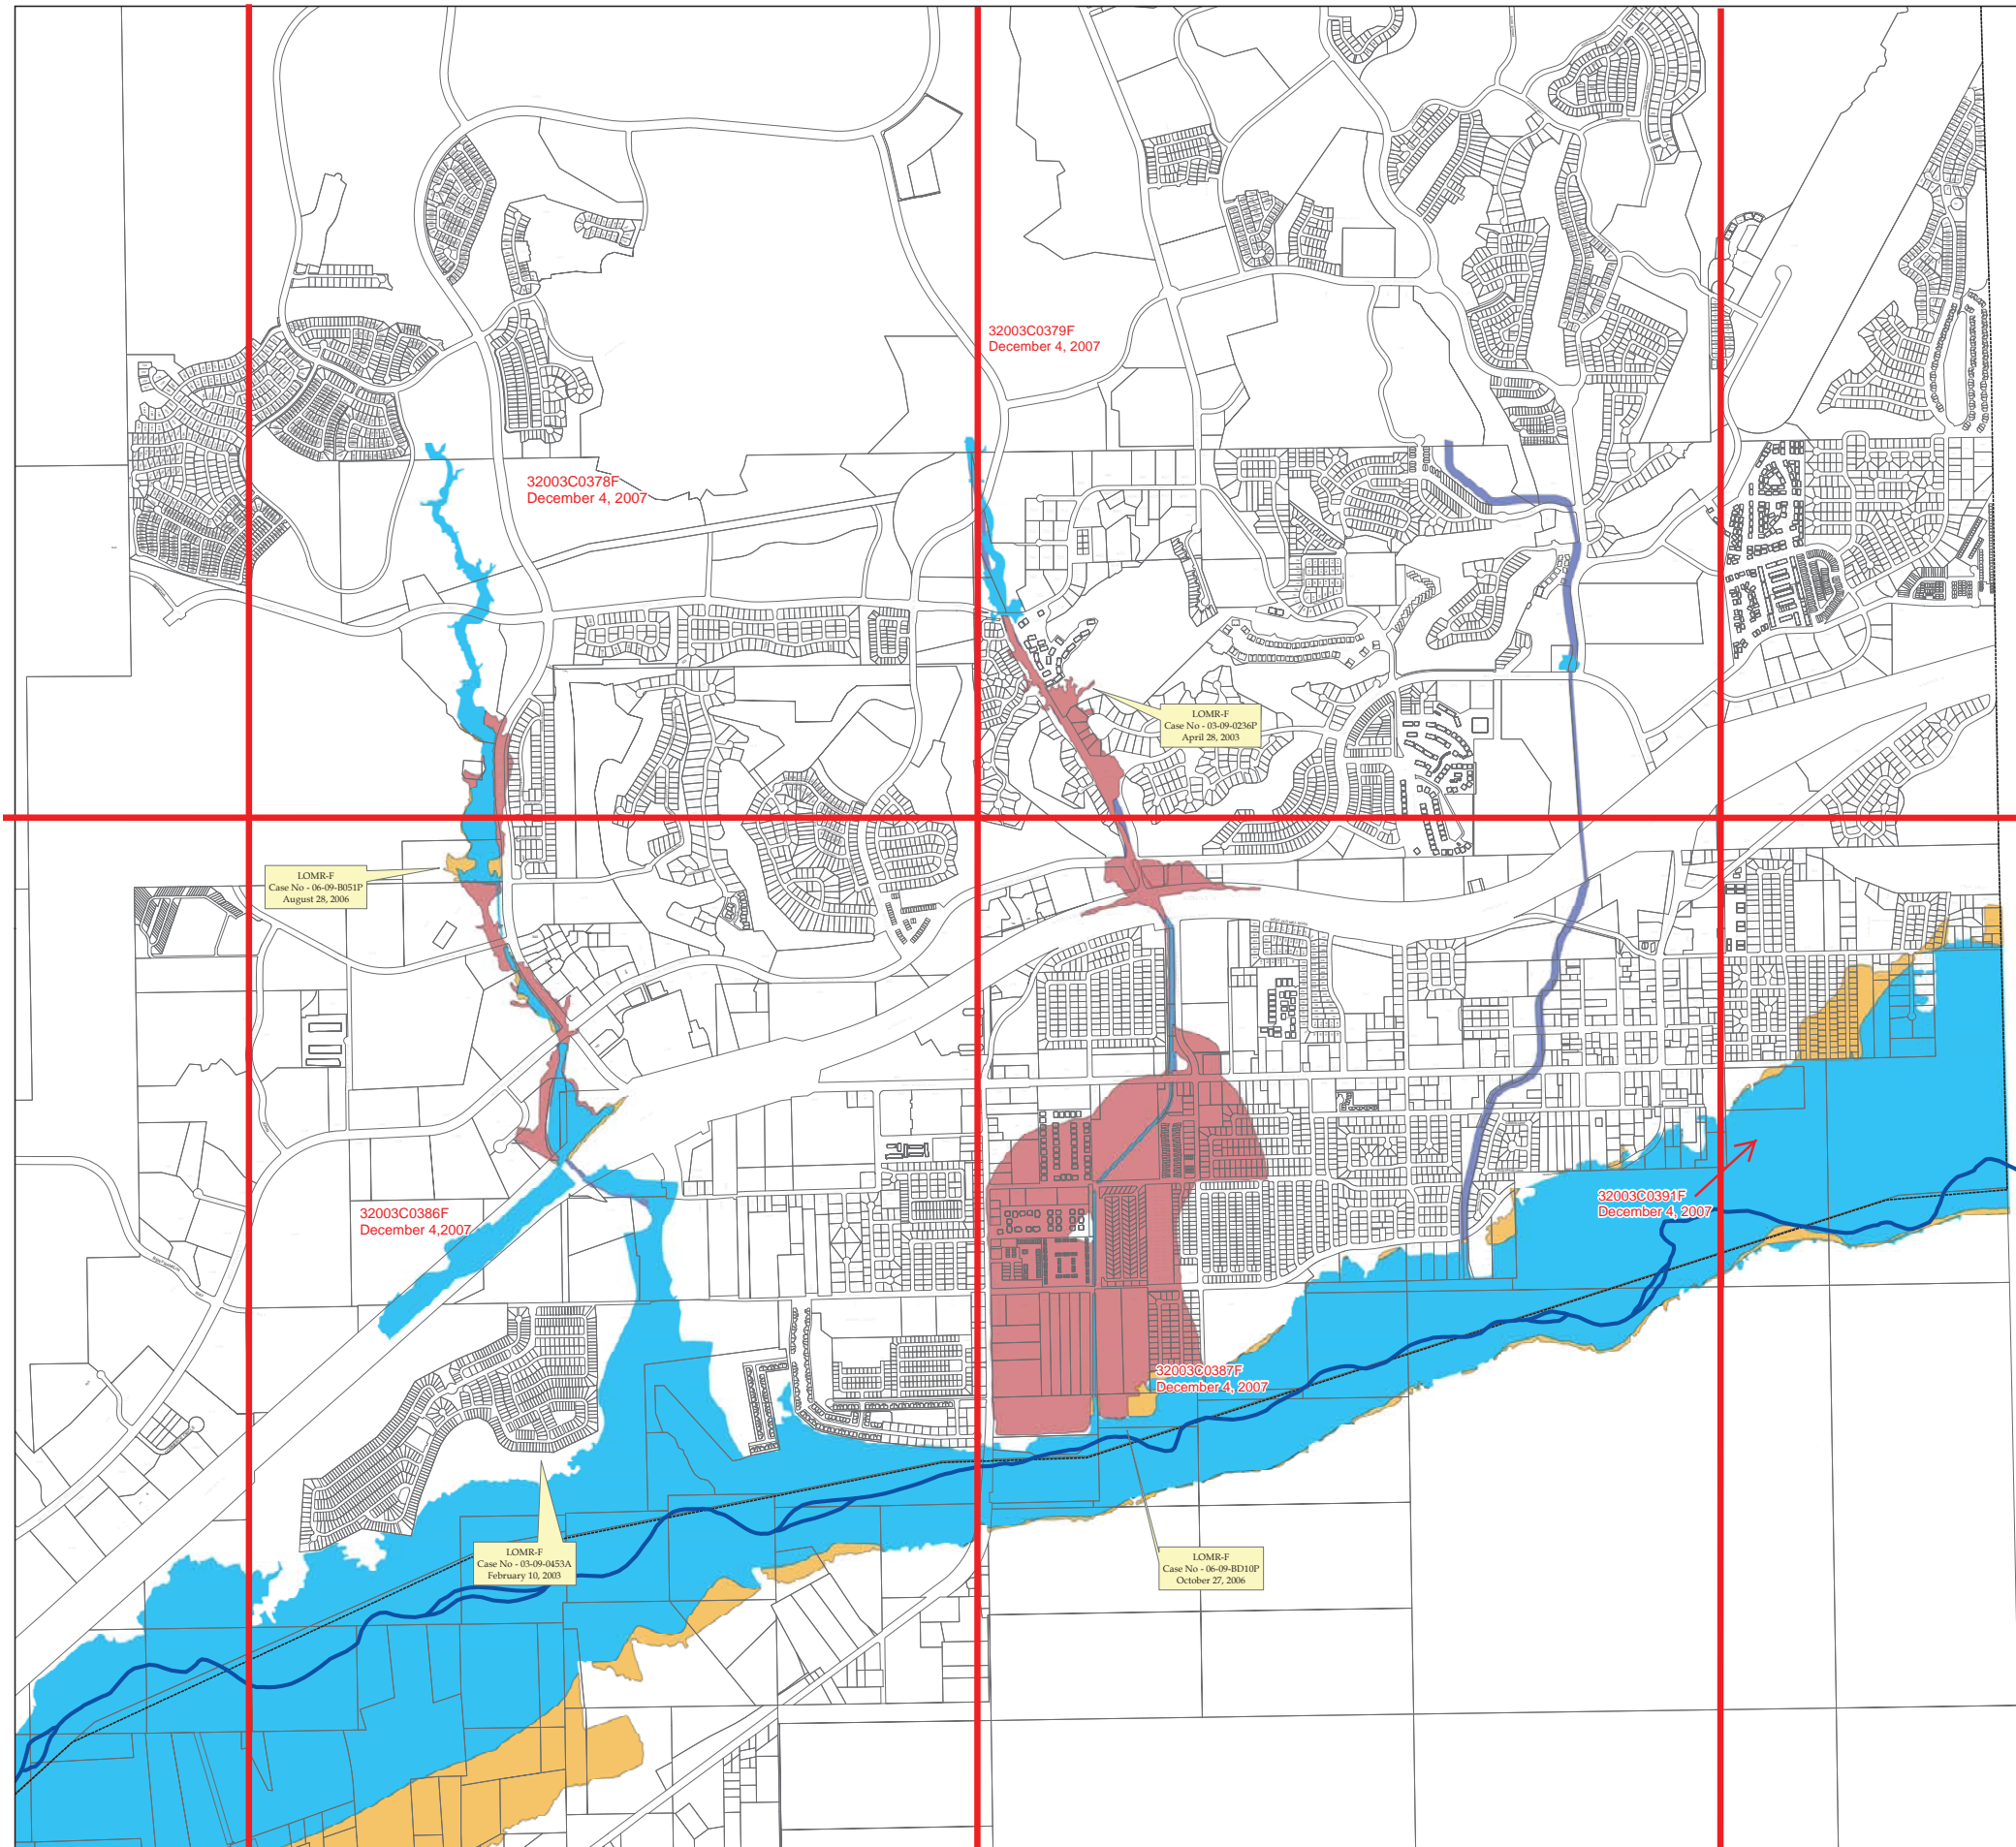 32003C0379F
December 4, 2007
32003C0378F
December 4, 2007
LOMR-F
Case No - 03-09-0236P
April 28, 2003
LOMR-F
Case No - 06-09-B051P
August 28, 2006
32003C0386F
December 4,2007
32003C0391F
December 4, 2007
32003C0387F
December 4, 2007
LOMR-F
Case No - 03-09-0453A
February 10, 2003
LOMR-F
Case No - 06-09-BD10P
October 27, 2006